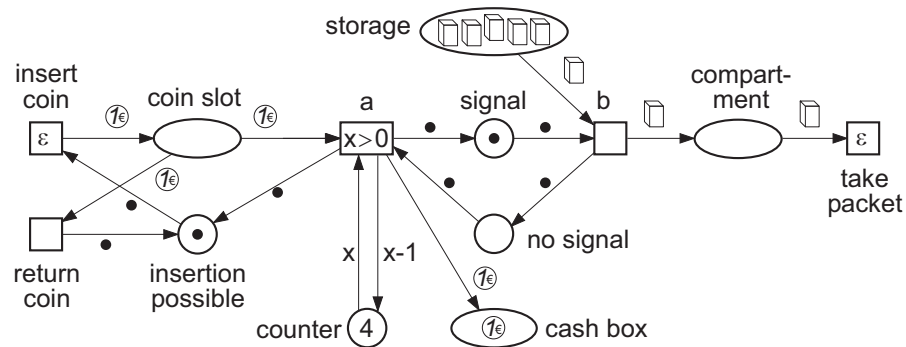 storage
insert
coin
coin slot
a
signal
b
compart-
ment
1€
1€
ε
x>0
ε
1€
take
packet
return
coin
insertion
possible
x
x-1
no signal
1€
counter
4
1€
cash box